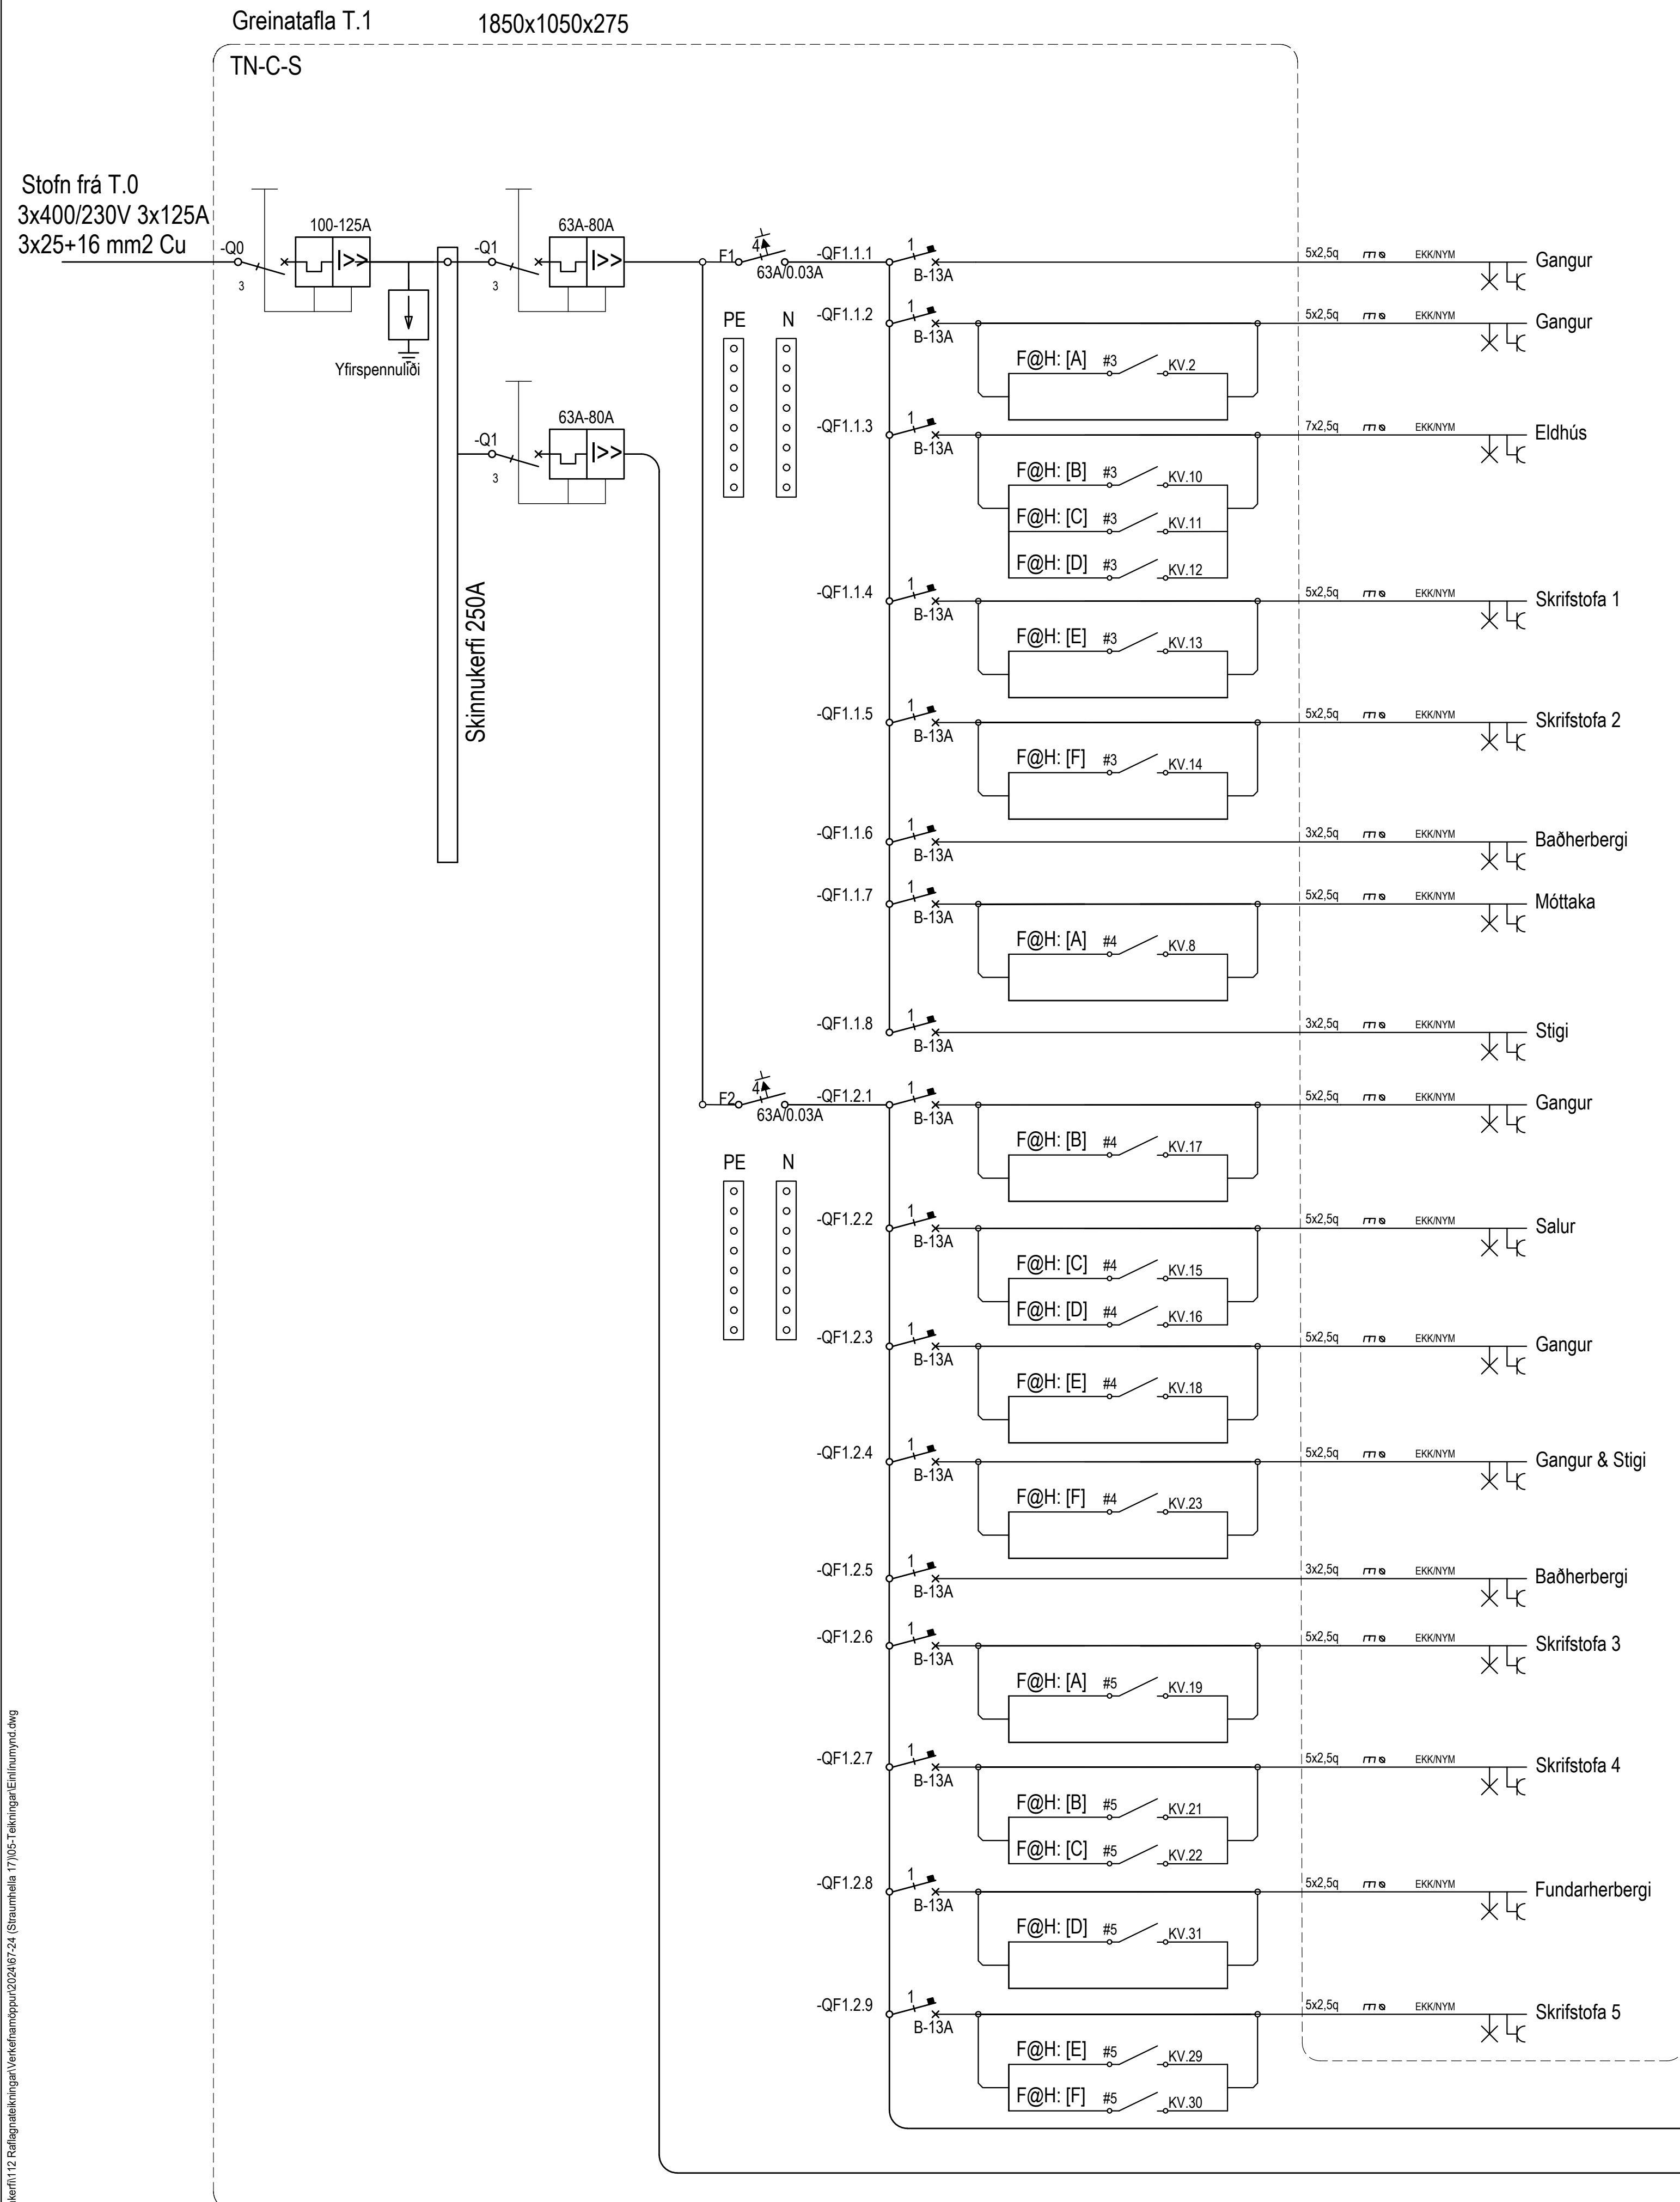 Greinatafla T.1
1850x1050x275
TN-C-S
Stofn frá T.0
3x400/230V 3x125A
3x25+16 mm2 Cu
-Q0
3
100-125A
Yfirspennuliði
Skinnukerfi 250A
-Q1
3
63A-80A
-Q1
3
63A-80A
F1
4
63A/0.03A
PE N
-QF1.1.1
1
B-13A
5x2,5q EKK/NYM Gangur
-QF1.1.2
1
B-13A
F@H: [A] #3 KV.2
5x2,5q EKK/NYM Gangur
-QF1.1.3
1
B-13A
F@H: [B] #3 KV.10
F@H: [C] #3 KV.11
F@H: [D] #3 KV.12
7x2,5q EKK/NYM Eldhús
-QF1.1.4
1
B-13A
F@H: [E] #3 KV.13
5x2,5q EKK/NYM Skrifstofa 1
-QF1.1.5
1
B-13A
F@H: [F] #3 KV.14
5x2,5q EKK/NYM Skrifstofa 2
-QF1.1.6
1
B-13A
3x2,5q EKK/NYM Baðherbergi
-QF1.1.7
1
B-13A
F@H: [A] #4 KV.8
5x2,5q EKK/NYM Móttaka
-QF1.1.8
1
B-13A
3x2,5q EKK/NYM Stigi
F2
4
63A/0.03A
PE N
-QF1.2.1
1
B-13A
F@H: [B] #4 KV.17
5x2,5q EKK/NYM Gangur
-QF1.2.2
1
B-13A
F@H: [C] #4 KV.15
F@H: [D] #4 KV.16
5x2,5q EKK/NYM Salur
-QF1.2.3
1
B-13A
F@H: [E] #4 KV.18
5x2,5q EKK/NYM Gangur
-QF1.2.4
1
B-13A
F@H: [F] #4 KV.23
5x2,5q EKK/NYM Gangur & Stigi
-QF1.2.5
1
B-13A
3x2,5q EKK/NYM Baðherbergi
-QF1.2.6
1
B-13A
F@H: [A] #5 KV.19
5x2,5q EKK/NYM Skrifstofa 3
-QF1.2.7
1
B-13A
F@H: [B] #5 KV.21
F@H: [C] #5 KV.22
5x2,5q EKK/NYM Skrifstofa 4
-QF1.2.8
1
B-13A
F@H: [D] #5 KV.31
5x2,5q EKK/NYM Fundarherbergi
-QF1.2.9
1
B-13A
F@H: [E] #5 KV.29
F@H: [F] #5 KV.30
5x2,5q EKK/NYM Skrifstofa 5
kerfi\112 Raflagnateikningar\Verkefnamöppur\2024\67-24 (Straumhella 17)\05-Teikningar\Einlínumynd.dwg